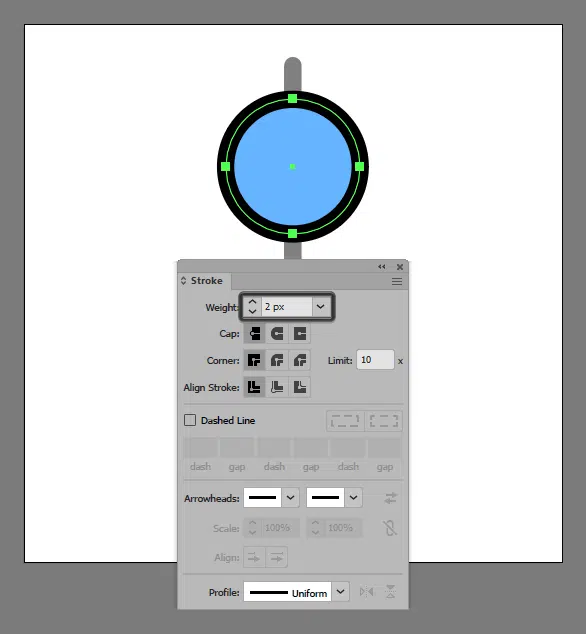 Stroke
Weight: 2 px
Cap:
Corner: Limit: 10 x
Align Stroke:
Dashed Line
dash gap dash gap dash gap
Arrowheads:
Scale: 100% 100%
Align:
Profile: Uniform